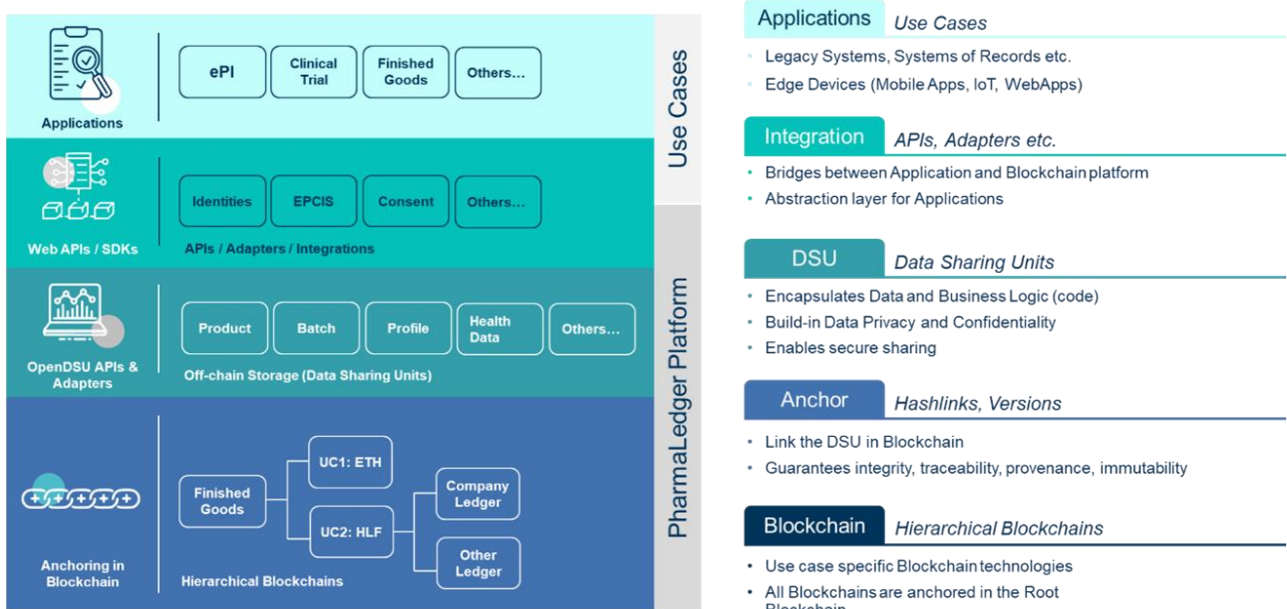 Applications
ePI
Clinical
Trial
Finished
Goods
Others...
Use Cases
Web APIs / SDKs
Identities
EPCIS
Consent
Others...
APIs / Adapters / Integrations
OpenDSU APIs &
Adapters
Product
Batch
Profile
Health
Data
Others...
Off-chain Storage (Data Sharing Units)
PharmaLedger Platform
Anchoring in
Blockchain
Finished
Goods
UC1: ETH
UC2: HLF
Company
Ledger
Other
Ledger
Hierarchical Blockchains
Applications Use Cases
Legacy Systems, Systems of Records etc.
Edge Devices (Mobile Apps, IoT, WebApps)
Integration APIs, Adapters etc.
• Bridges between Application and Blockchain platform
• Abstraction layer for Applications
DSU Data Sharing Units
• Encapsulates Data and Business Logic (code)
• Build-in Data Privacy and Confidentiality
• Enables secure sharing
Anchor Hashlinks, Versions
• Link the DSU in Blockchain
• Guarantees integrity, traceability, provenance, immutability
Blockchain Hierarchical Blockchains
• Use case specific Blockchain technologies
• All Blockchains are anchored in the Root
Blockchain